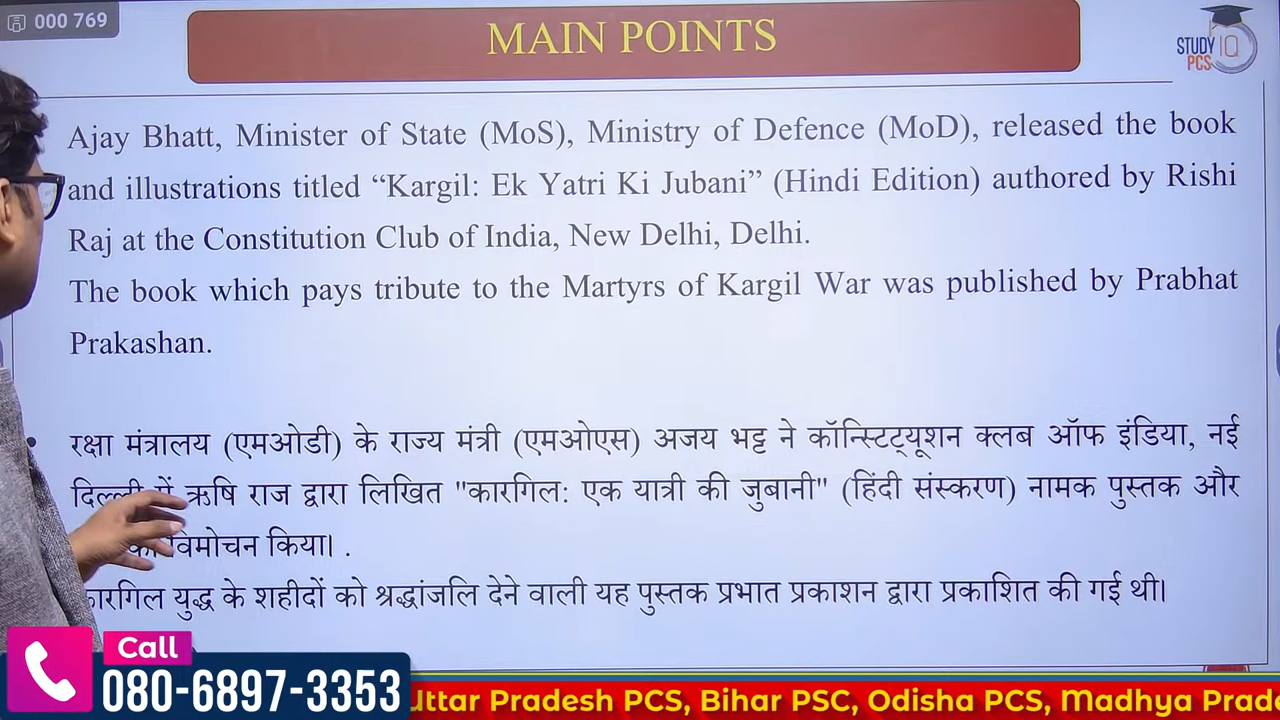 000 769
MAIN POINTS
STUDY IQ
PCS
Ajay Bhatt, Minister of State (MoS), Ministry of Defence (MoD), released the book
and illustrations titled “Kargil: Ek Yatri Ki Jubani” (Hindi Edition) authored by Rishi
Raj at the Constitution Club of India, New Delhi, Delhi.
The book which pays tribute to the Martyrs of Kargil War was published by Prabhat
Prakashan.
• रक्षा मंत्रालय (एमओडी) के राज्य मंत्री (एमओएस) अजय भट्ट ने कॉन्स्टिट्यूशन क्लब ऑफ इंडिया, नई
दिल्ली में ऋषि राज द्वारा लिखित "कारगिल: एक यात्री की जुबानी" (हिंदी संस्करण) नामक पुस्तक और
का विमोचन किया। .
कारगिल युद्ध के शहीदों को श्रद्धांजलि देने वाली यह पुस्तक प्रभात प्रकाशन द्वारा प्रकाशित की गई थी।
Call
080-6897-3353
Uttar Pradesh PCS, Bihar PSC, Odisha PCS, Madhya Prade